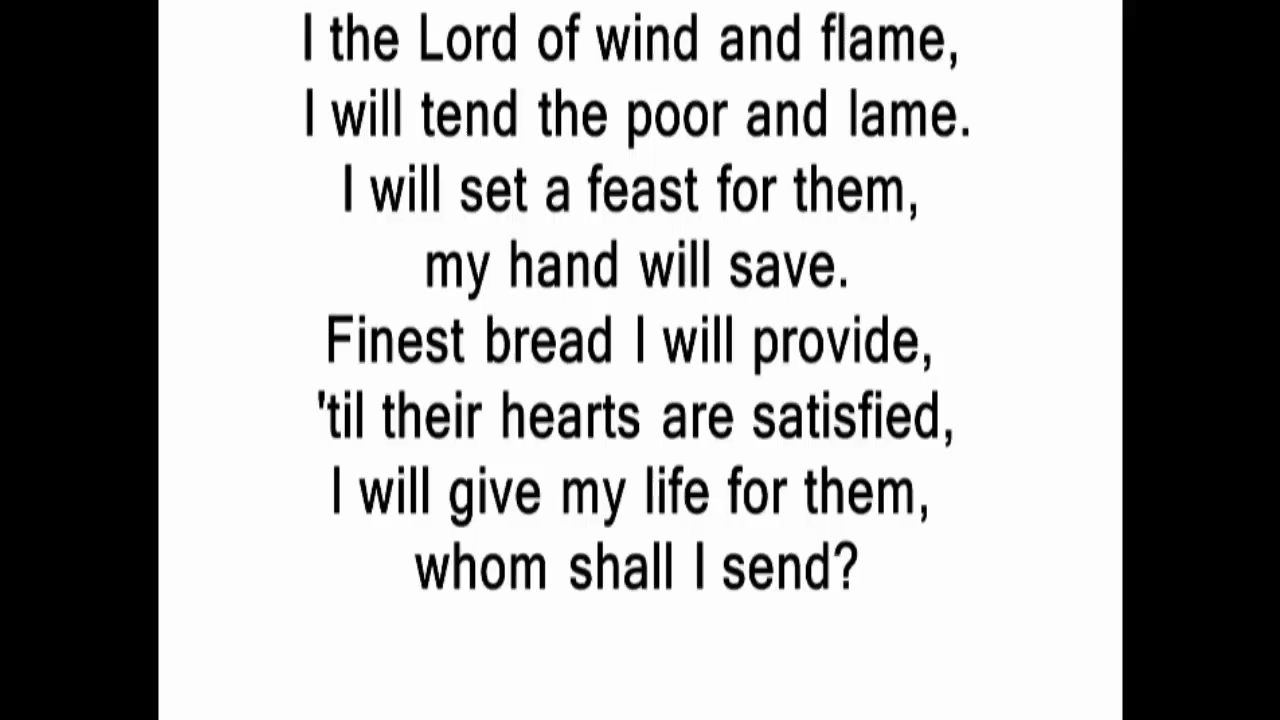 I the Lord of wind and flame,
I will tend the poor and lame.
I will set a feast for them,
my hand will save.
Finest bread I will provide,
'til their hearts are satisfied,
I will give my life for them,
whom shall I send?